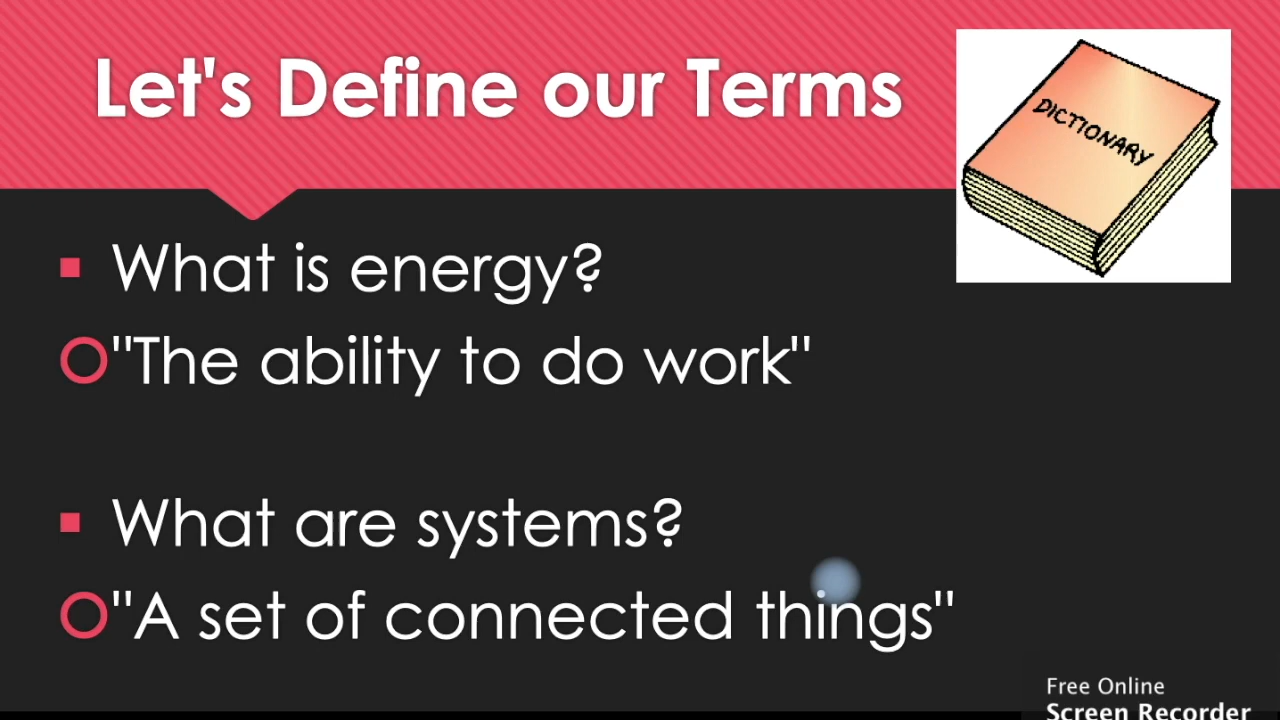 Let's Define our Terms
DICTIONARY
What is energy?
"The ability to do work"
What are systems?
"A set of connected things"
Free Online
Screen Recorder